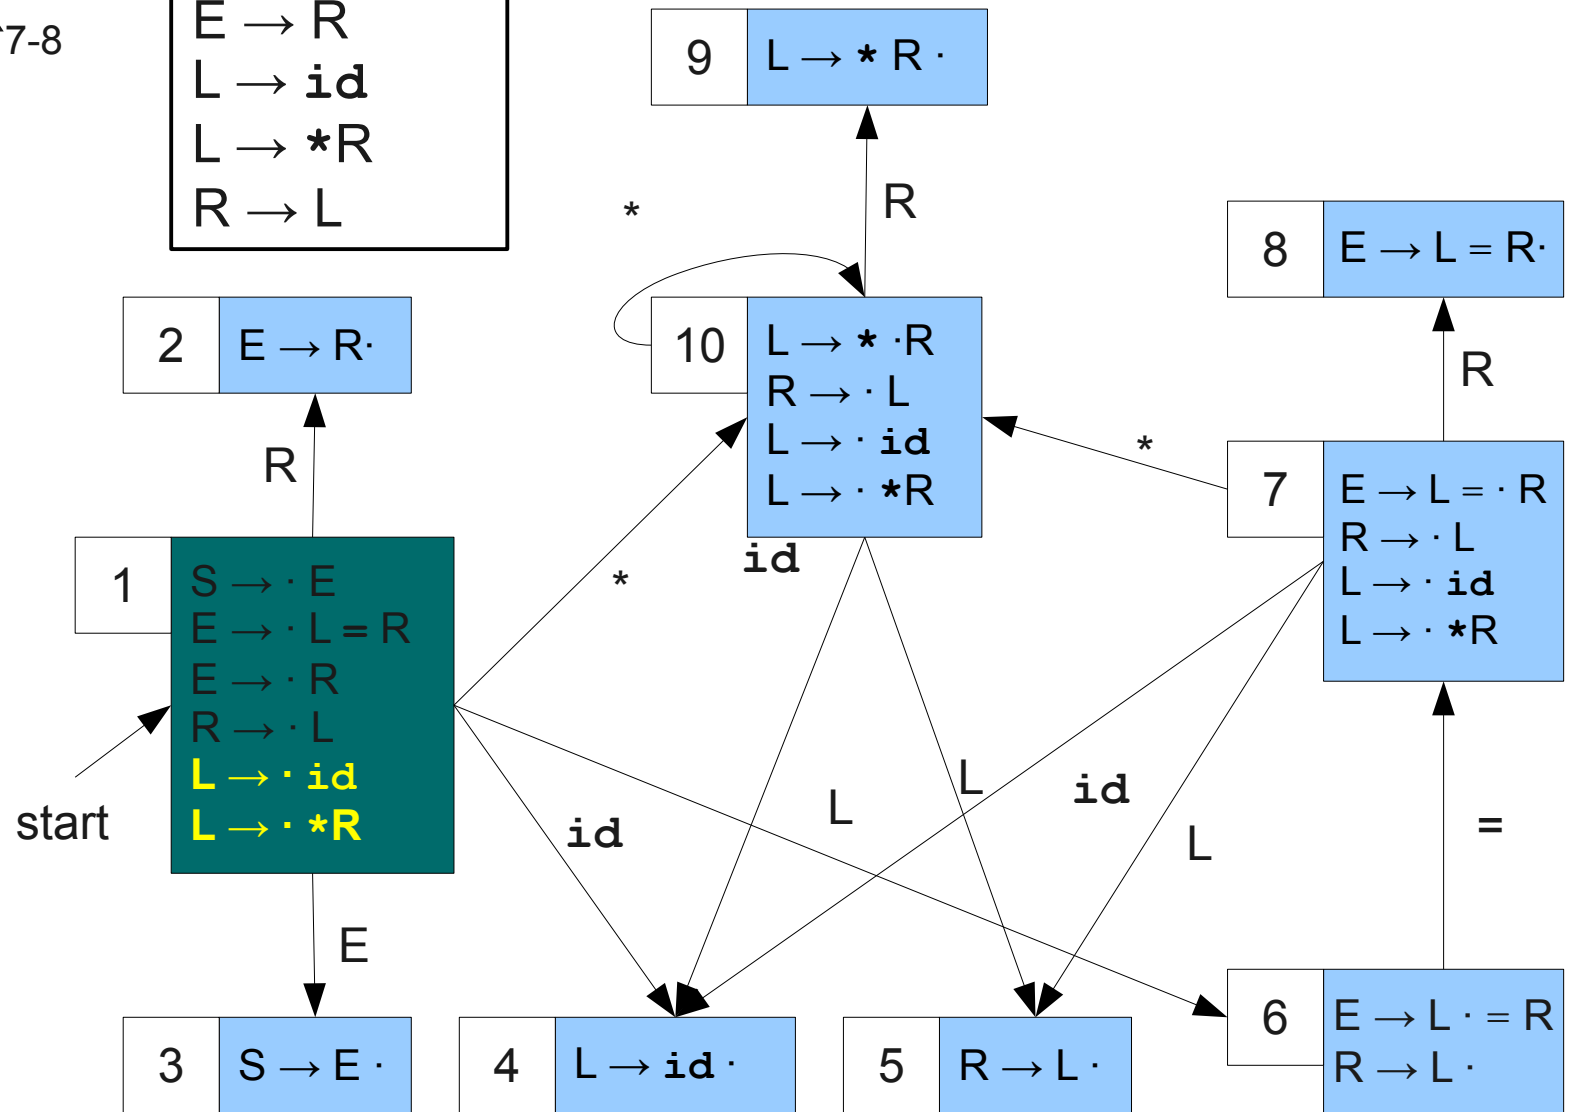 ^7-8
E → R
L → id
L → *R
R → L
9
L → * R ·
*
R
8
E → L = R·
2
E → R·
10
L → * ·R
R → · L
L → · id
L → · *R
R
R
*
7
E → L = · R
R → · L
L → · id
L → · *R
id
1
S → · E
E → · L = R
E → · R
R → · L
L → · id
L → · *R
*
start
id
L
L
id
L
=
E
3
S → E ·
4
L → id ·
5
R → L ·
6
E → L · = R
R → L ·